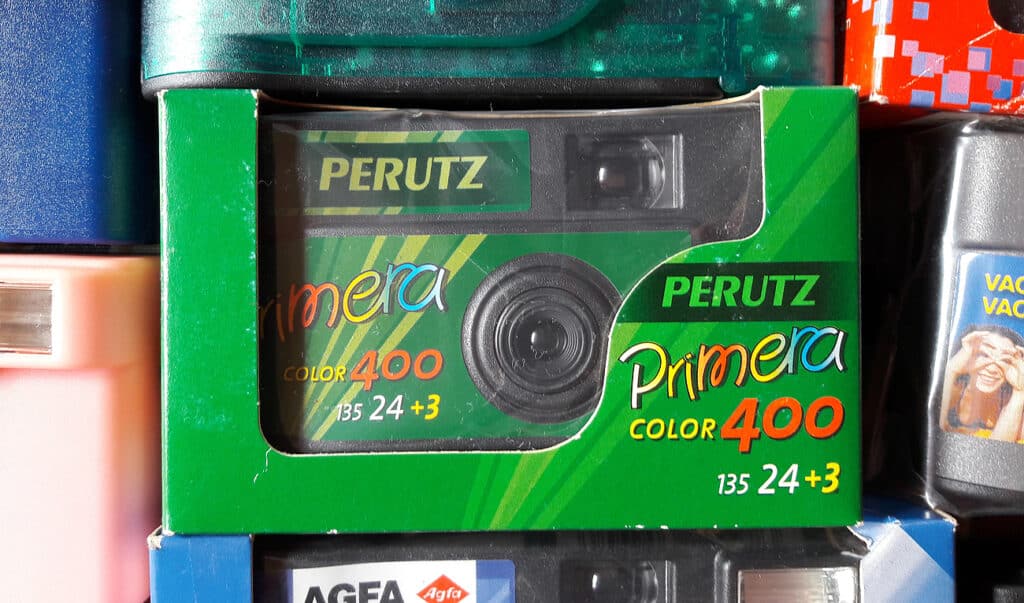 PERUTZ
Primera
COLOR 400
135 24 +3
PERUTZ
Primera
COLOR 400
135 24 +3
AGFA
Agfa